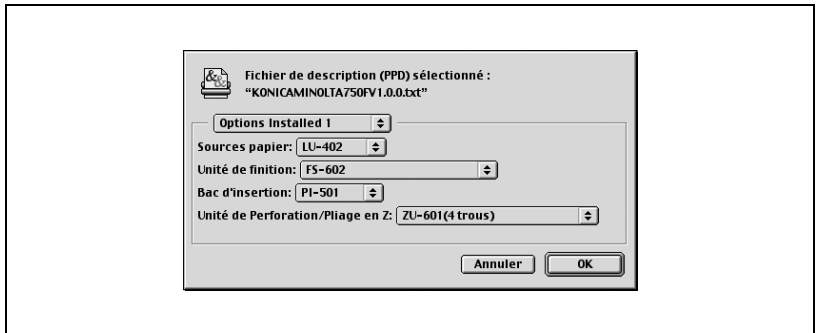 Fichier de description (PPD) sélectionné :
“KONICAMINOLTA750FV1.0.0.txt”
Options Installed 1
Sources papier: LU-402
Unité de finition: FS-602
Bac d'insertion: PI-501
Unité de Perforation/Pliage en Z: ZU-601(4 trous)
Annuler OK